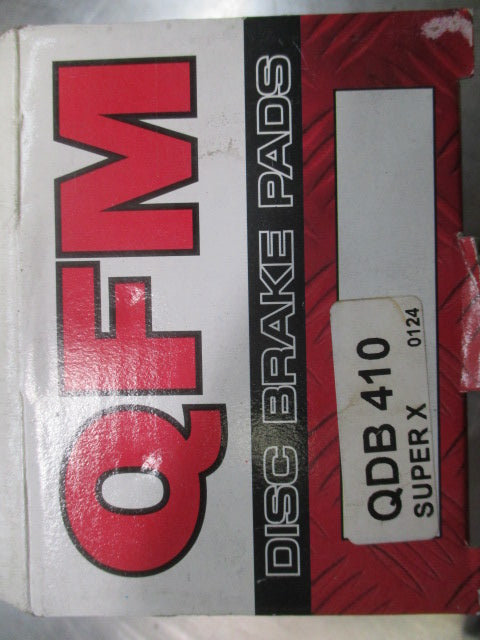 QFM
DISC BRAKE PADS
QDB 410
SUPER X 0124